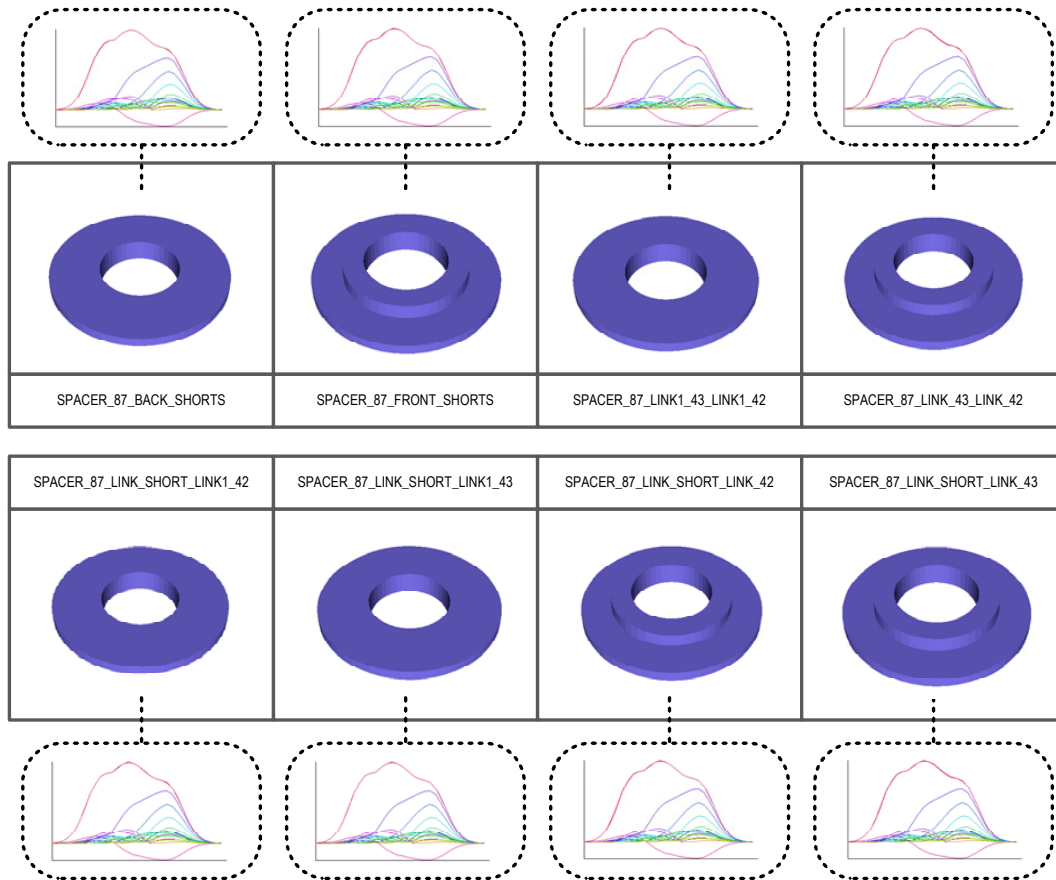 SPACER_87_BACK_SHORTS
SPACER_87_FRONT_SHORTS
SPACER_87_LINK1_43_LINK1_42
SPACER_87_LINK_43_LINK_42
SPACER_87_LINK_SHORT_LINK1_42
SPACER_87_LINK_SHORT_LINK1_43
SPACER_87_LINK_SHORT_LINK_42
SPACER_87_LINK_SHORT_LINK_43